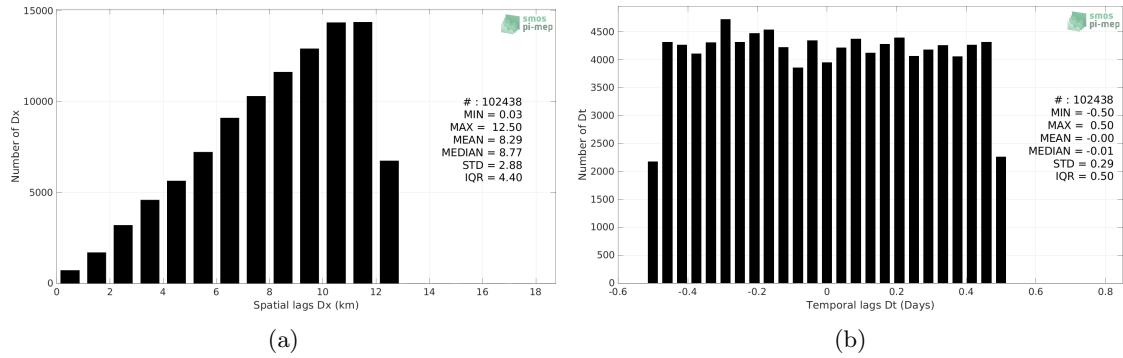 15000
10000
5000
0
0 2 4 6 8 10 12 14 16 18
Number of Dx
Spatial lags Dx (km)
smos
pi-mep
# : 102438
MIN = 0.03
MAX = 12.50
MEAN = 8.29
MEDIAN = 8.77
STD = 2.88
IQR = 4.40
(a)
4500
4000
3500
3000
2500
2000
1500
1000
500
0
-0.6 -0.4 -0.2 0 0.2 0.4 0.6 0.8
Number of Dt
Temporal lags Dt (Days)
smos
pi-mep
# : 102438
MIN = -0.50
MAX = 0.50
MEAN = -0.00
MEDIAN = -0.01
STD = 0.29
IQR = 0.50
(b)